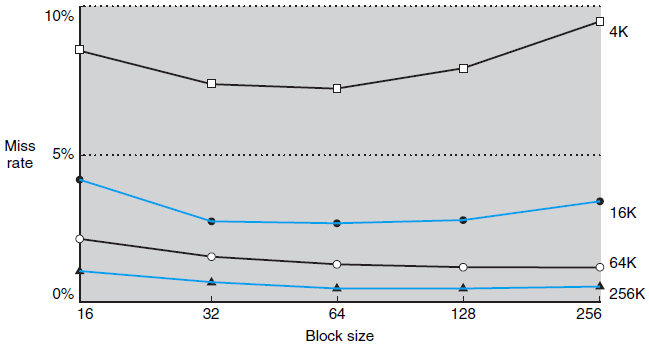 10%
4K
Miss
rate
5%
16K
64K
0%
256K
16 32 64 128 256
Block size